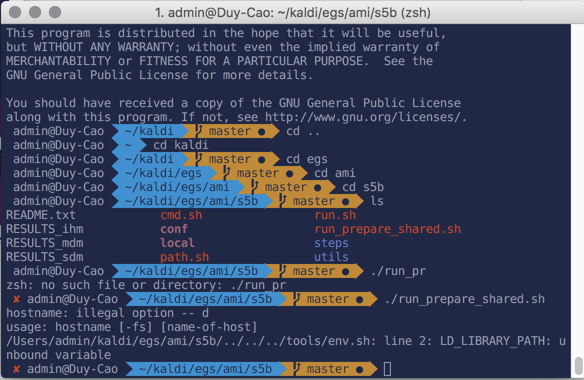 1. admin@Duy-Cao: ~/kaldi/egs/ami/s5b (zsh)
This program is distributed in the hope that it will be useful,
but WITHOUT ANY WARRANTY; without even the implied warranty of
MERCHANTABILITY or FITNESS FOR A PARTICULAR PURPOSE.  See the
GNU General Public License for more details.
You should have received a copy of the GNU General Public License
along with this program. If not, see http://www.gnu.org/licenses/.
admin@Duy-Cao ~/kaldi master ● cd ..
admin@Duy-Cao ~ cd kaldi
admin@Duy-Cao ~/kaldi master ● cd egs
admin@Duy-Cao ~/kaldi/egs master ● cd ami
admin@Duy-Cao ~/kaldi/egs/ami master ● cd s5b
admin@Duy-Cao ~/kaldi/egs/ami/s5b master ● ls
README.txt cmd.sh run.sh
RESULTS_ihm conf run_prepare_shared.sh
RESULTS_mdm local steps
RESULTS_sdm path.sh utils
admin@Duy-Cao ~/kaldi/egs/ami/s5b master ● ./run_pr
zsh: no such file or directory: ./run_pr
✘ admin@Duy-Cao ~/kaldi/egs/ami/s5b master ● ./run_prepare_shared.sh
hostname: illegal option -- d
usage: hostname [-fs] [name-of-host]
/Users/admin/kaldi/egs/ami/s5b/../../../tools/env.sh: line 2: LD_LIBRARY_PATH: u
nbound variable
✘ admin@Duy-Cao ~/kaldi/egs/ami/s5b master ●